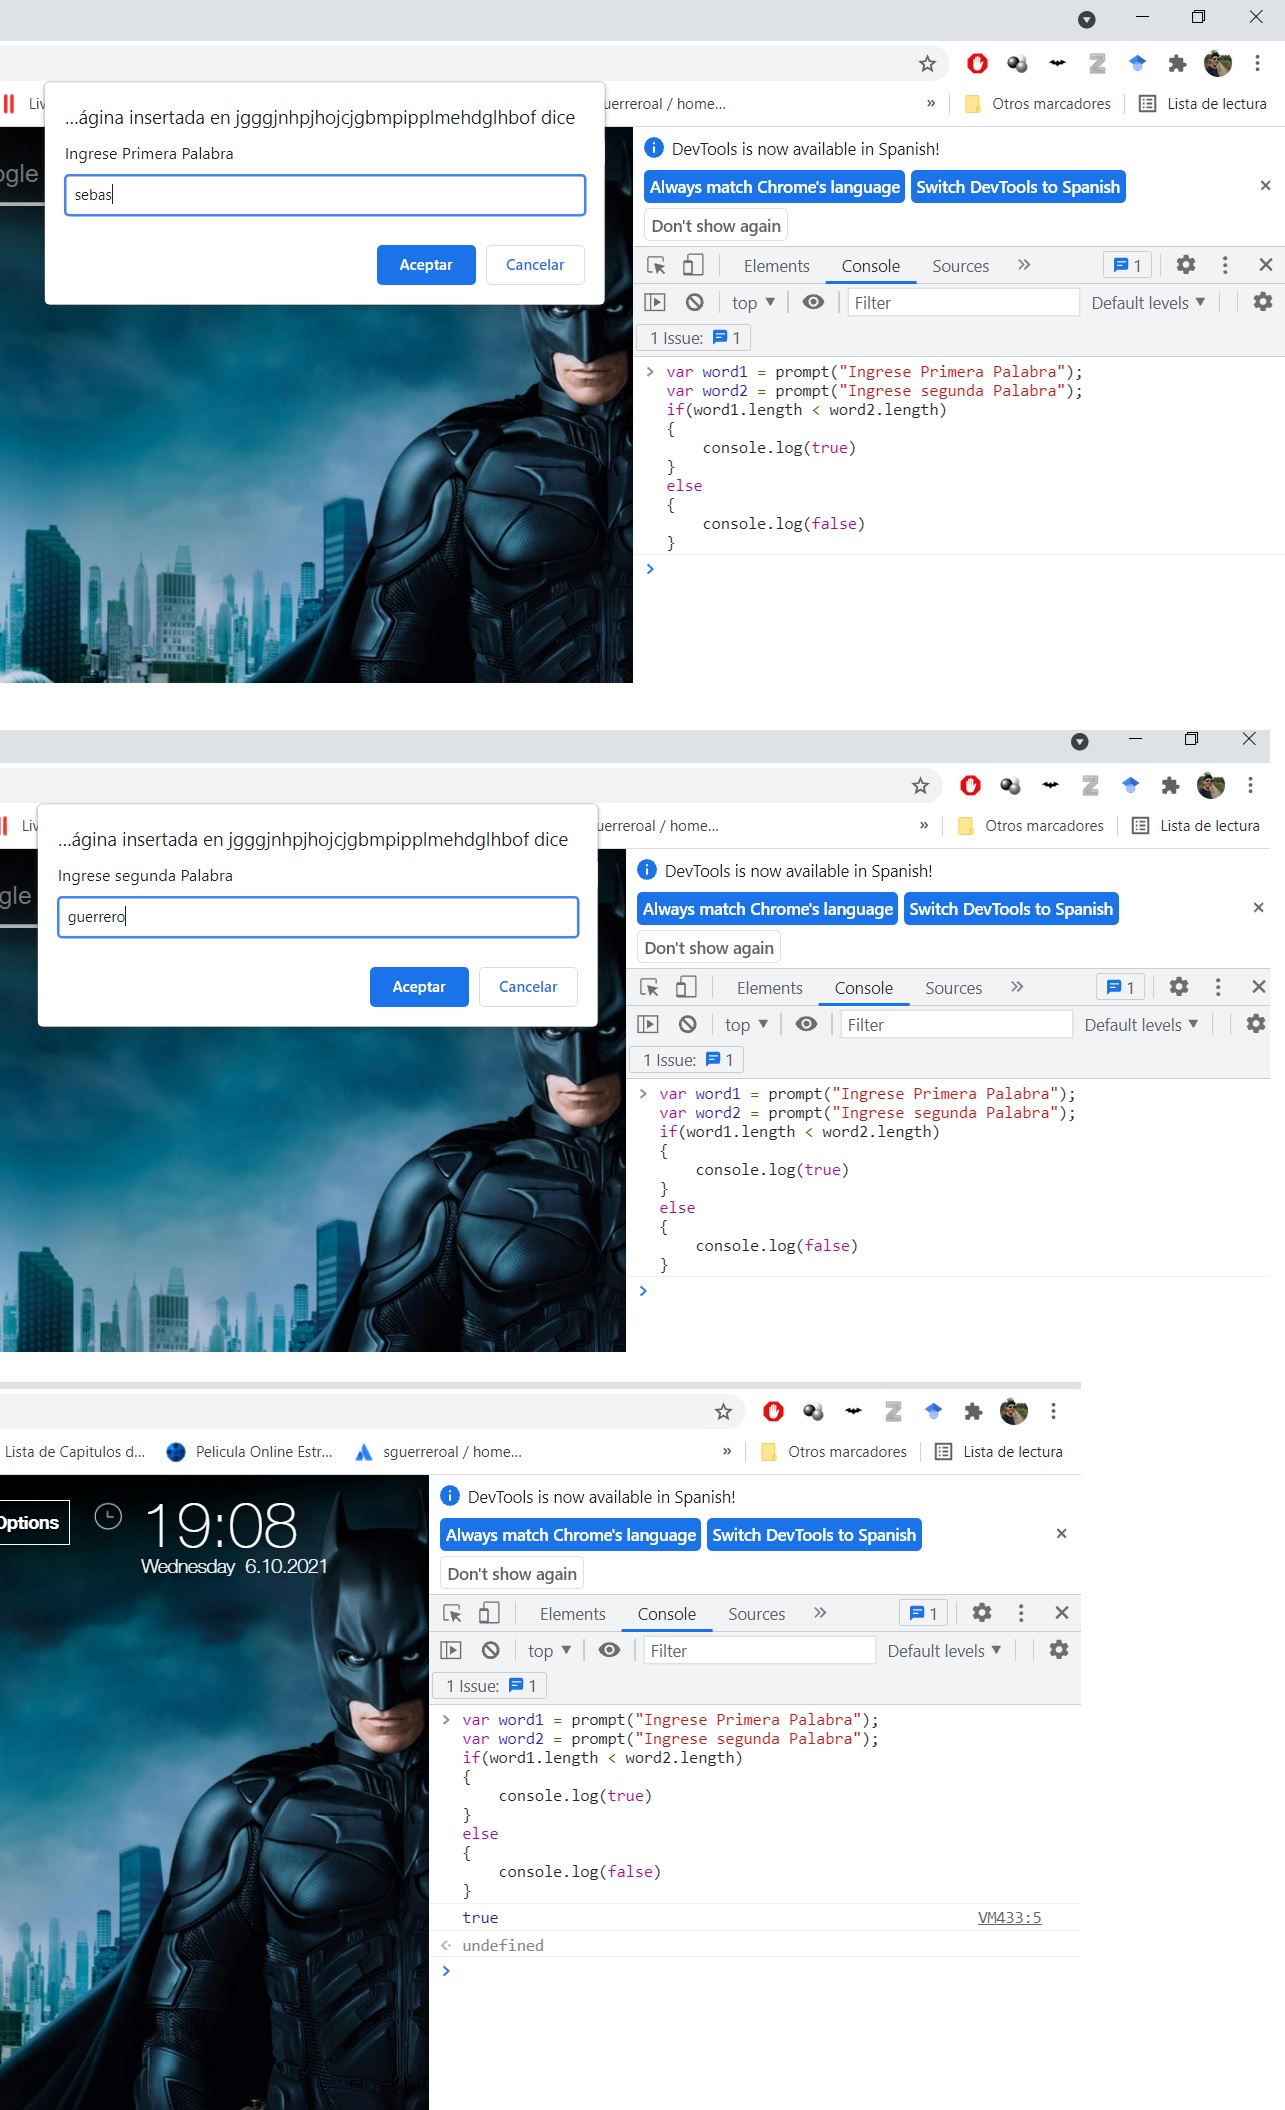 Liv
uerreroal / home...
»
Otros marcadores
Lista de lectura
...ágina insertada en jgggjnhpjhojcjgbmpipplmehdglhbof dice
Ingrese Primera Palabra
sebas
Aceptar
Cancelar
ogle
DevTools is now available in Spanish!
Always match Chrome's language
Switch DevTools to Spanish
Don't show again
Elements Console Sources » 1
top Filter Default levels
1 Issue: 1
> var word1 = prompt("Ingrese Primera Palabra");
var word2 = prompt("Ingrese segunda Palabra");
if(word1.length < word2.length)
{
console.log(true)
}
else
{
console.log(false)
}
>
Liv
uerreroal / home...
»
Otros marcadores
Lista de lectura
...ágina insertada en jgggjnhpjhojcjgbmpipplmehdglhbof dice
Ingrese segunda Palabra
guerrero
Aceptar
Cancelar
gle
DevTools is now available in Spanish!
Always match Chrome's language
Switch DevTools to Spanish
Don't show again
Elements Console Sources » 1
top Filter Default levels
1 Issue: 1
> var word1 = prompt("Ingrese Primera Palabra");
var word2 = prompt("Ingrese segunda Palabra");
if(word1.length < word2.length)
{
console.log(true)
}
else
{
console.log(false)
}
>
Lista de Capitulos d...
Pelicula Online Estr...
sguerreroal / home...
»
Otros marcadores
Lista de lectura
Options
19:08
Wednesday 6.10.2021
DevTools is now available in Spanish!
Always match Chrome's language
Switch DevTools to Spanish
Don't show again
Elements Console Sources » 1
top Filter Default levels
1 Issue: 1
> var word1 = prompt("Ingrese Primera Palabra");
var word2 = prompt("Ingrese segunda Palabra");
if(word1.length < word2.length)
{
console.log(true)
}
else
{
console.log(false)
}
true VM433:5
undefined
>